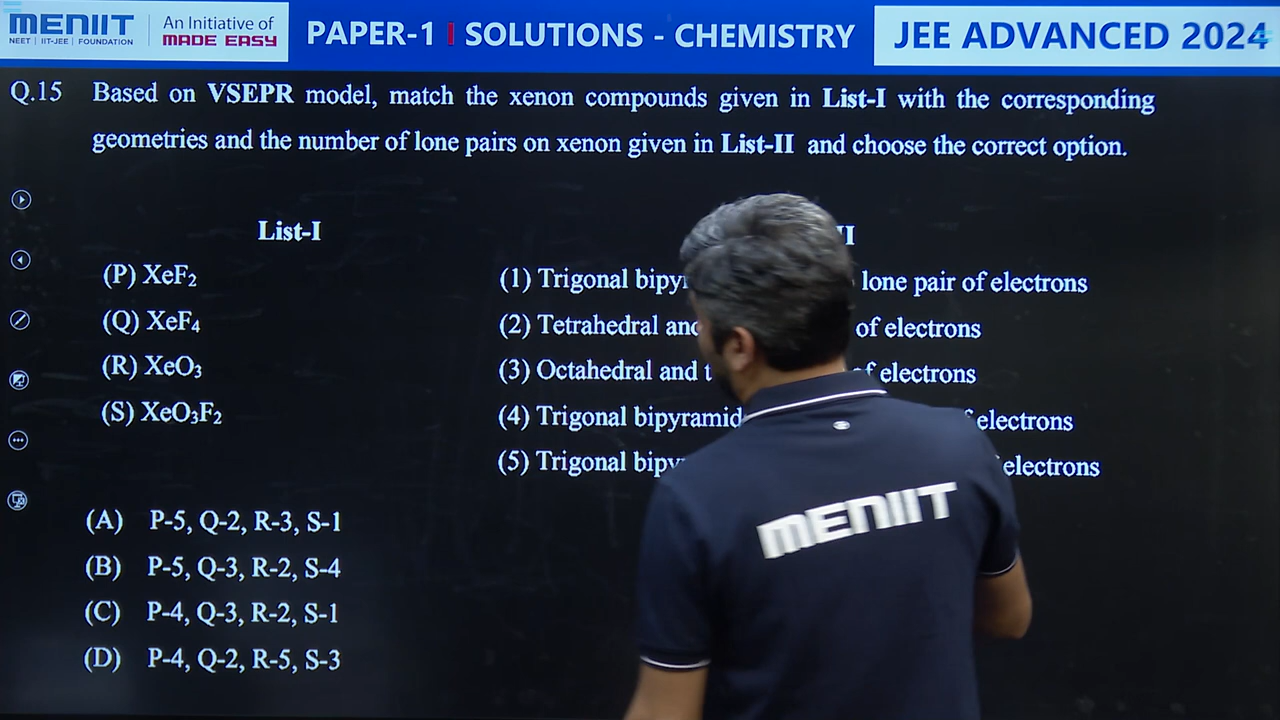 MENIIT
NEET | IIT-JEE | FOUNDATION
An Initiative of
MADE EASY
PAPER-1 | SOLUTIONS - CHEMISTRY
JEE ADVANCED 2024
Q.15 Based on VSEPR model, match the xenon compounds given in List-I with the corresponding
geometries and the number of lone pairs on xenon given in List-II and choose the correct option.
List-I
(P) XeF₂ (1) Trigonal lone pair of electrons
(Q) XeF₄ (2) Tetrahedral of electrons
(R) XeO₃ (3) Octahedral and electrons
(S) XeO₃F₂ (4) Trigonal electrons
(5) Trigonal electrons
(A) P-5, Q-2, R-3, S-1
(B) P-5, Q-3, R-2, S-4
(C) P-4, Q-3, R-2, S-1
(D) P-4, Q-2, R-5, S-3
MENIIT